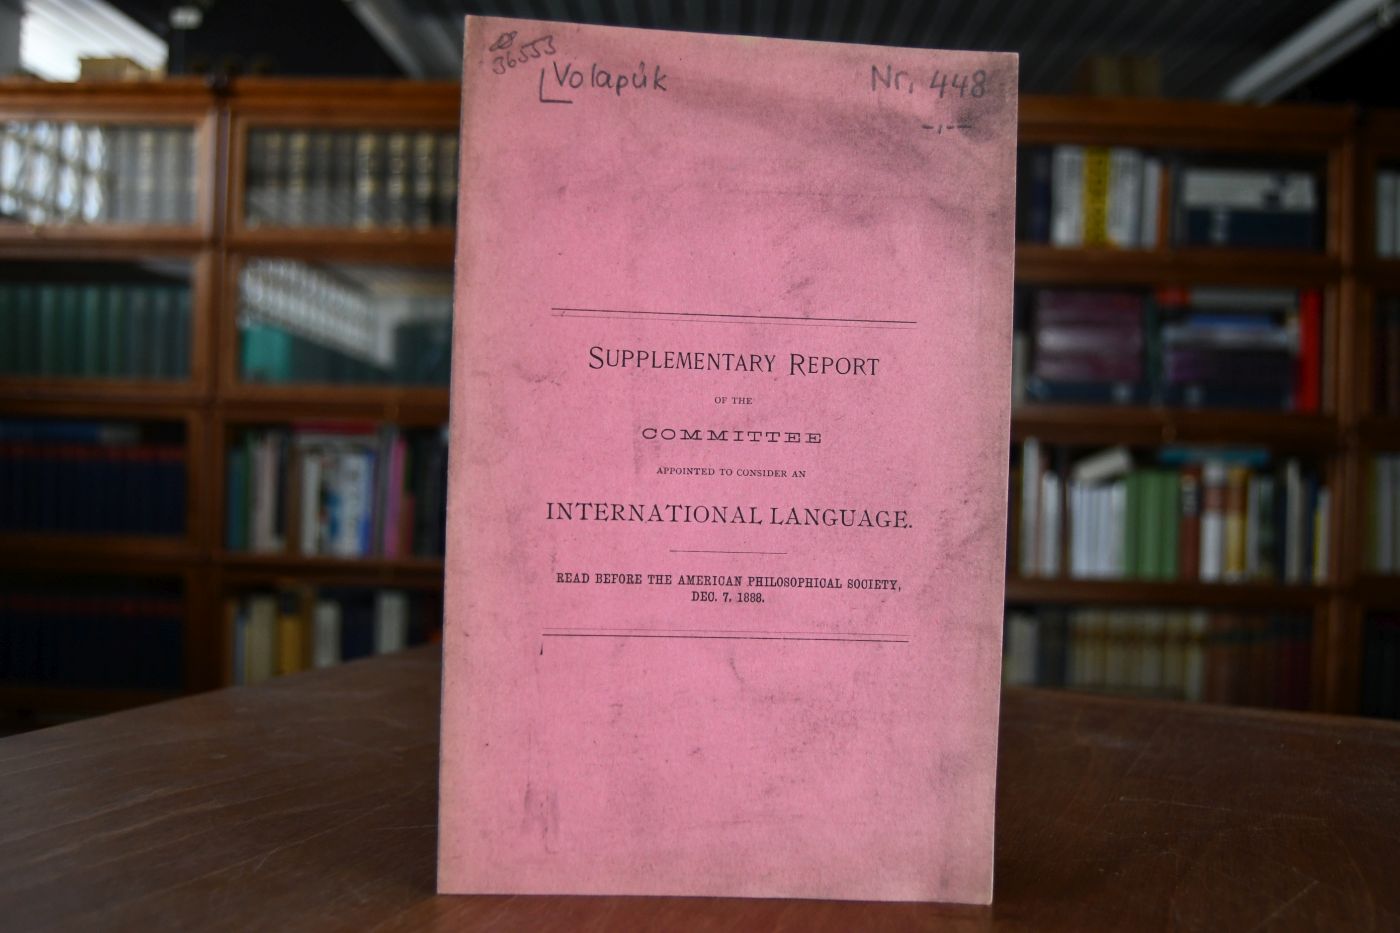 36553
Volapük
Nr. 448
-,--
SUPPLEMENTARY REPORT
OF THE
COMMITTEE
APPOINTED TO CONSIDER AN
INTERNATIONAL LANGUAGE.
READ BEFORE THE AMERICAN PHILOSOPHICAL SOCIETY,
DEC. 7, 1888.